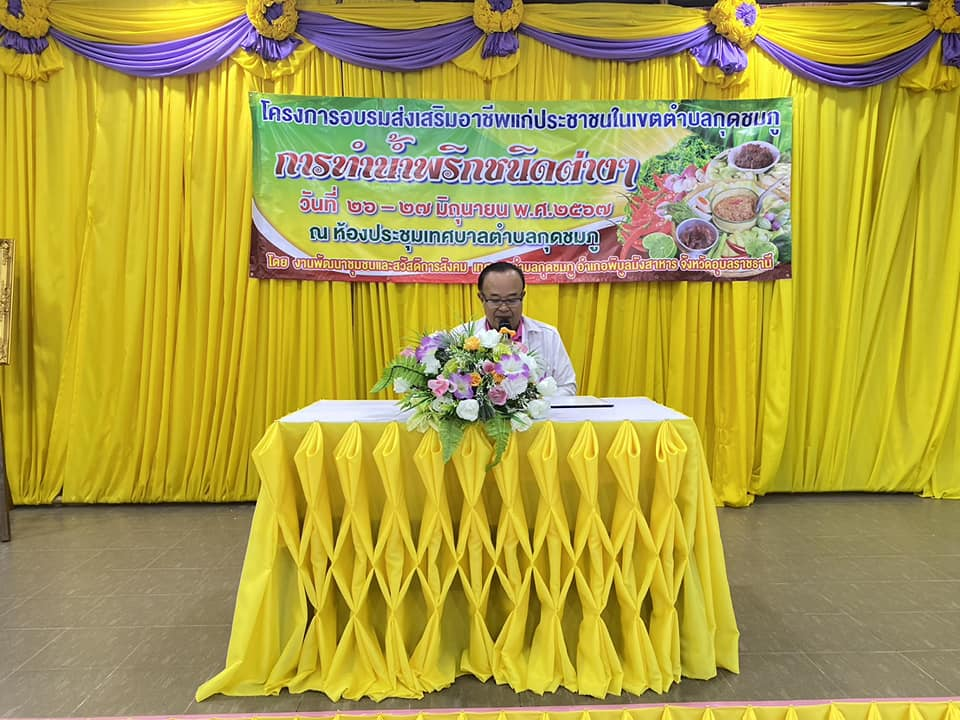 โครงการอบรมส่งเสริมอาชีพแก่ประชาชนในเขตตำบลกุดชมภู
การทำน้ำพริกชนิดต่างๆ
วันที่ ๒๖ – ๒๗ มิถุนายน พ.ศ.๒๕๖๗
ณ ห้องประชุมเทศบาลตำบลกุดชมภู
โดย งานพัฒนาชุมชนและสวัสดิการสังคม ตำบลกุดชมภู อำเภอพิบูลมังสาหาร จังหวัดอุบลราชธานี